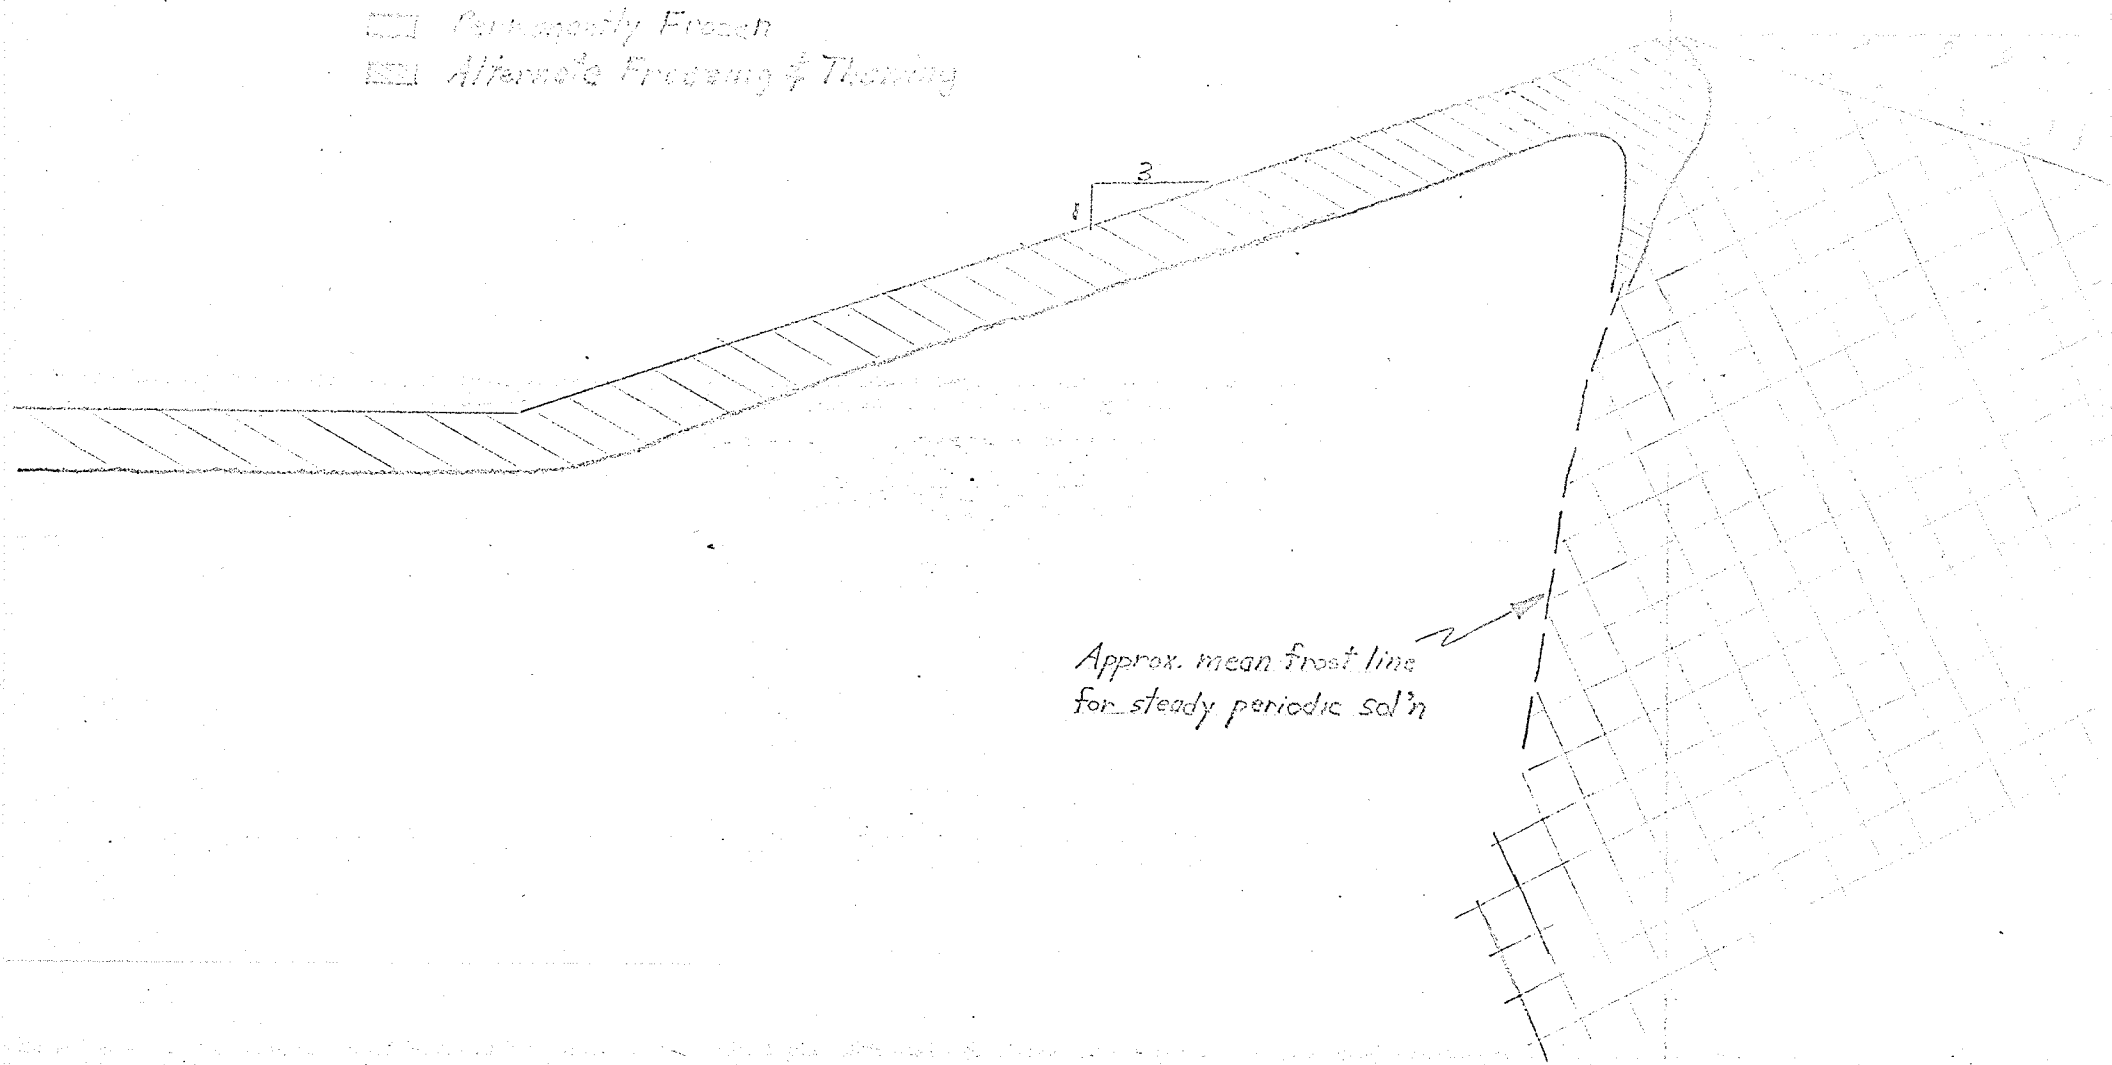 Permanently Frozen
Alternate Freezing & Thawing
3
1
Approx. mean frost line
for steady periodic sol'n